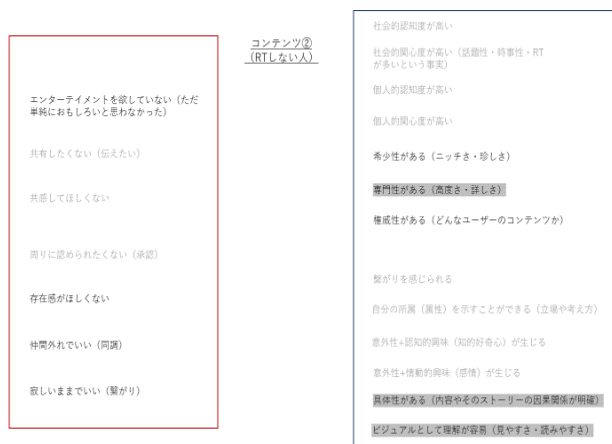 コンテンツ②
（RTしない人）
エンターテイメントを欲していない（ただ
単純におもしろいと思わなかった）
共有したくない（伝えたい）
共感してほしくない
周りに認められたくない（承認）
存在感がほしくない
仲間外れでいい（同調）
寂しいままでいい（繋がり）
社会的認知度が高い
社会的関心度が高い（話題性・時事性・RT
が多いという事実）
個人的認知度が高い
個人的関心度が高い
希少性がある（ニッチさ・珍しさ）
専門性がある（高度さ・詳しさ）
権威性がある（どんなユーザーのコンテンツか）
繋がりを感じられる
自分の所属（属性）を示すことができる（立場や考え方）
意外性+認知的興味（知的好奇心）が生じる
意外性+情動的興味（感情）が生じる
具体性がある（内容やそのストーリーの因果関係が明確）
ビジュアルとして理解が容易（見やすさ・読みやすさ）